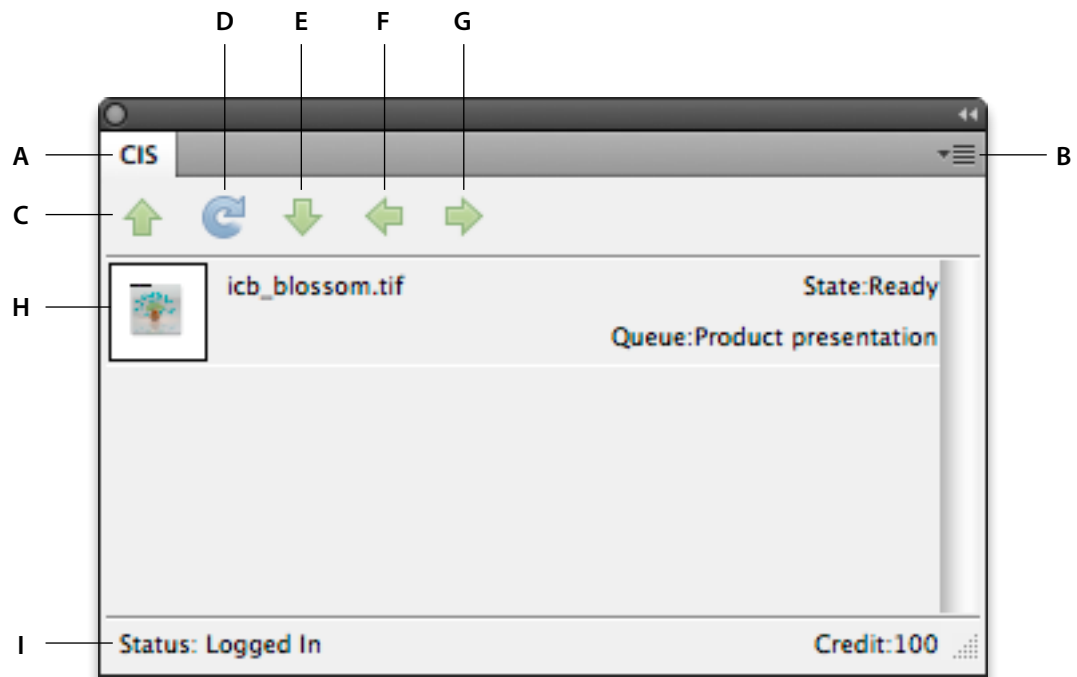 D E F G
A CIS B
C
H icb_blossom.tif State:Ready
Queue:Product presentation
I Status: Logged In Credit:100